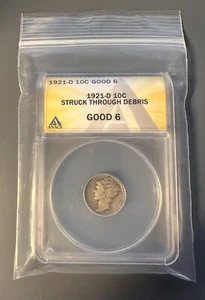 1921-D 10C GOOD 6
1921-D 10C
STRUCK THROUGH DEBRIS
GOOD 6